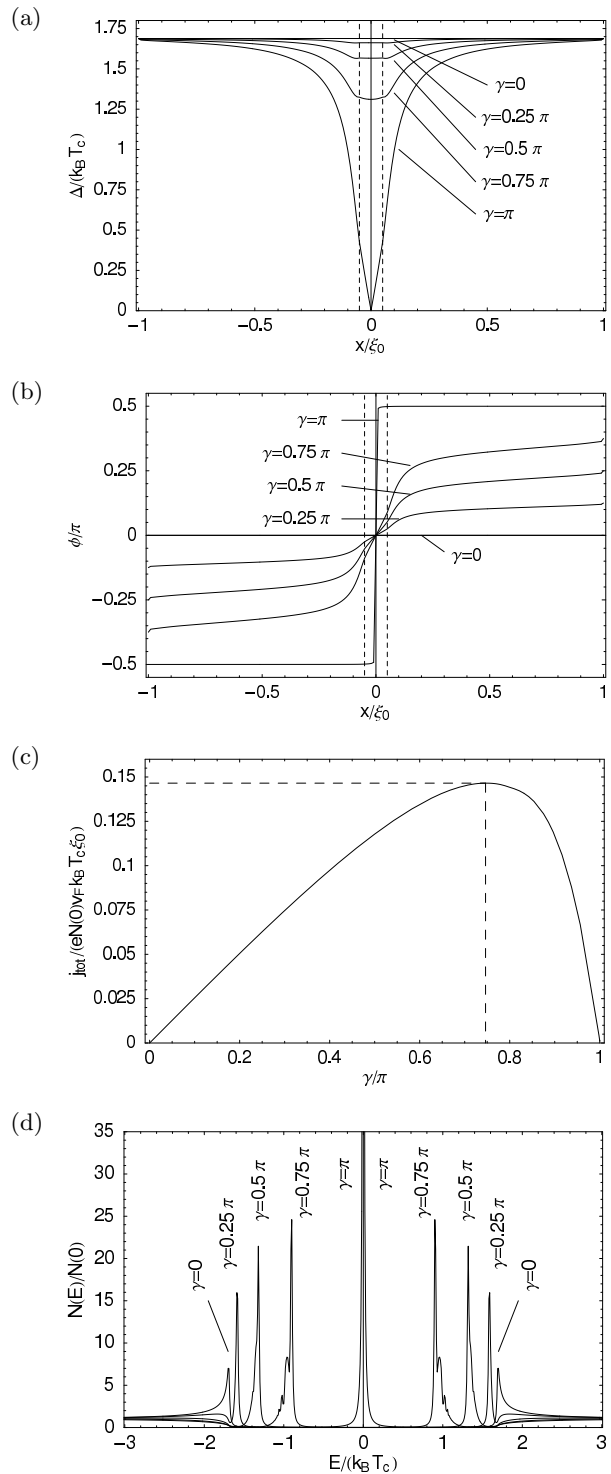 (a)
1.75
1.5
1.25
1
0.75
0.5
0.25
0
Δ/(k_B T_c)
γ=0
γ=0.25 π
γ=0.5 π
γ=0.75 π
γ=π
−1 −0.5 0 0.5 1
x/ξ_0
(b)
0.5
0.25
0
−0.25
−0.5
ϕ/π
γ=π
γ=0.75 π
γ=0.5 π
γ=0.25 π
γ=0
−1 −0.5 0 0.5 1
x/ξ_0
(c)
0.15
0.125
0.1
0.075
0.05
0.025
0
j_tot/(eN(0)v_F k_B T_c ξ_0)
0 0.2 0.4 0.6 0.8 1
γ/π
(d)
35
30
25
20
15
10
5
0
N(E)/N(0)
γ=0
γ=0.25 π
γ=0.5 π
γ=0.75 π
γ=π
γ=π
γ=0.75 π
γ=0.5 π
γ=0.25 π
γ=0
−3 −2 −1 0 1 2 3
E/(k_B T_c)